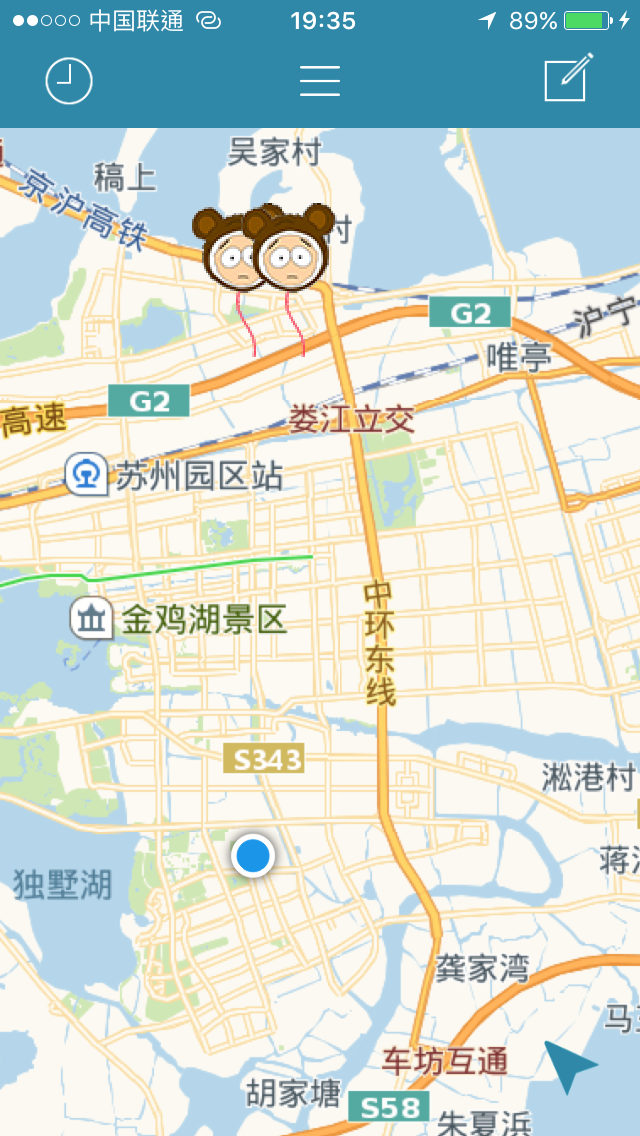 中国联通
19:35
89%
吴家村
稿上
京沪高铁
村
G2
沪宁
唯亭
G2
高速
娄江立交
苏州园区站
中环东线
金鸡湖景区
S343
淞港村
独墅湖
龚家湾
车坊互通
胡家塘
S58
朱夏浜